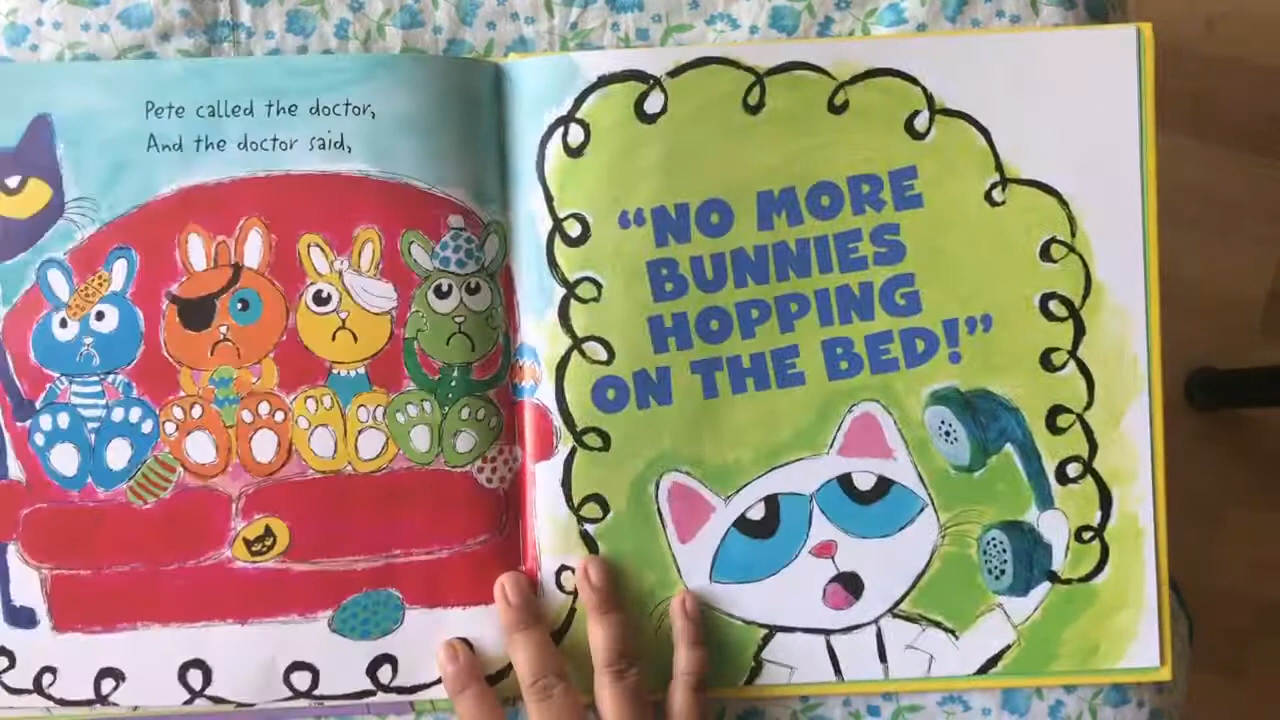 Pete called the doctor,
And the doctor said,
“NO MORE
BUNNIES
HOPPING
ON THE BED!”